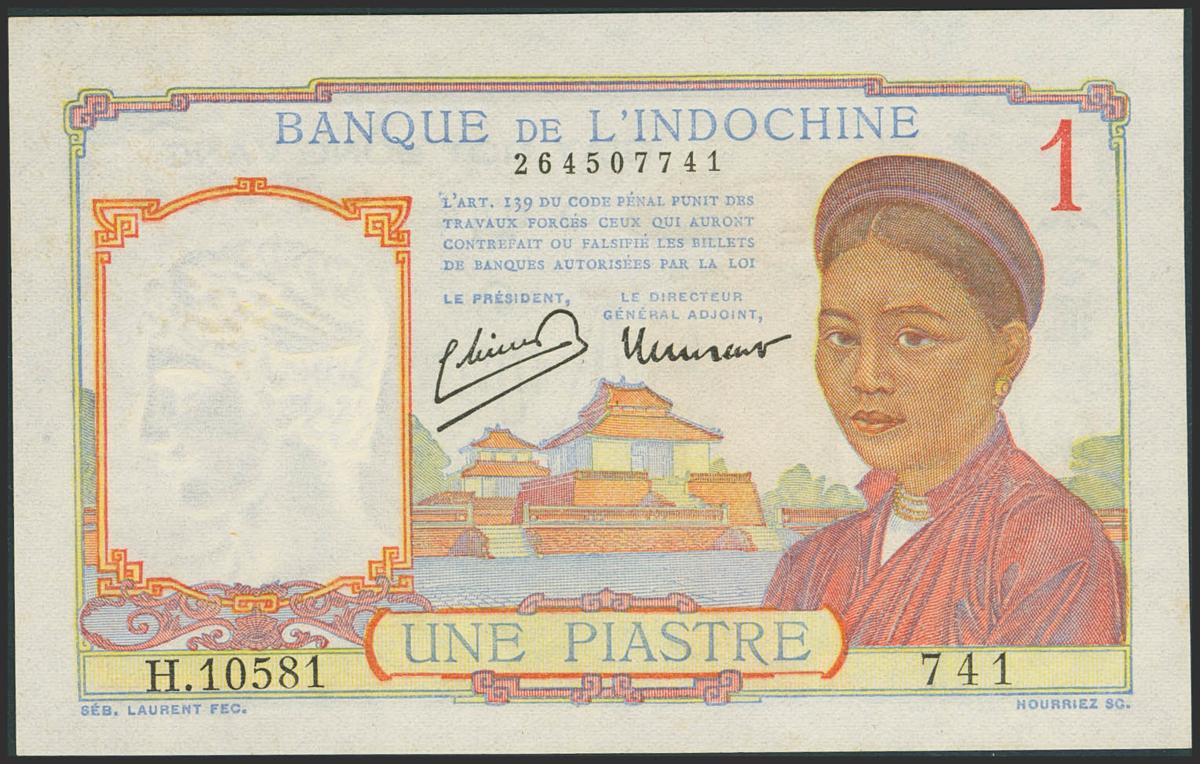 BANQUE DE L'INDOCHINE
264507741
1
L'ART. 139 DU CODE PÉNAL PUNIT DES
TRAVAUX FORCÉS CEUX QUI AURONT
CONTREFAIT OU FALSIFIÉ LES BILLETS
DE BANQUES AUTORISÉES PAR LA LOI
LE PRÉSIDENT,
LE DIRECTEUR
GÉNÉRAL ADJOINT,
UNE PIASTRE
H.10581
741
SÉB. LAURENT FEC.
HOURRIEZ SC.